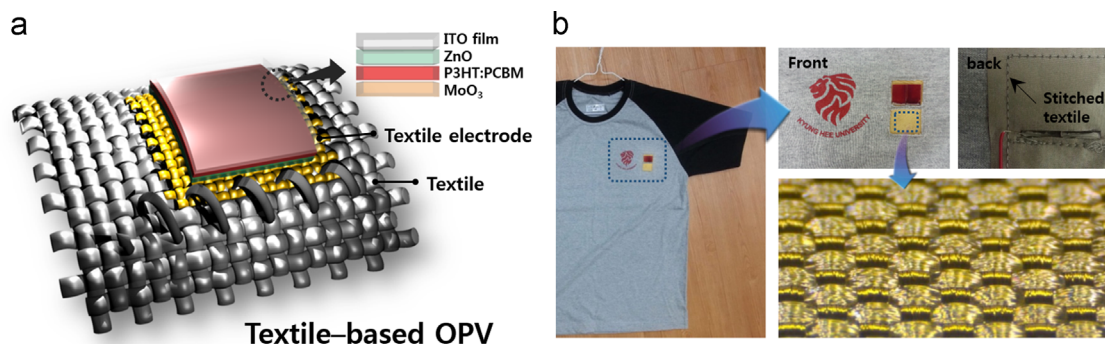 a
ITO film
ZnO
P3HT:PCBM
MoO₃
Textile electrode
Textile
Textile–based OPV
b
Front
KYUNG HEE UNIVERSITY
back
Stitched
textile